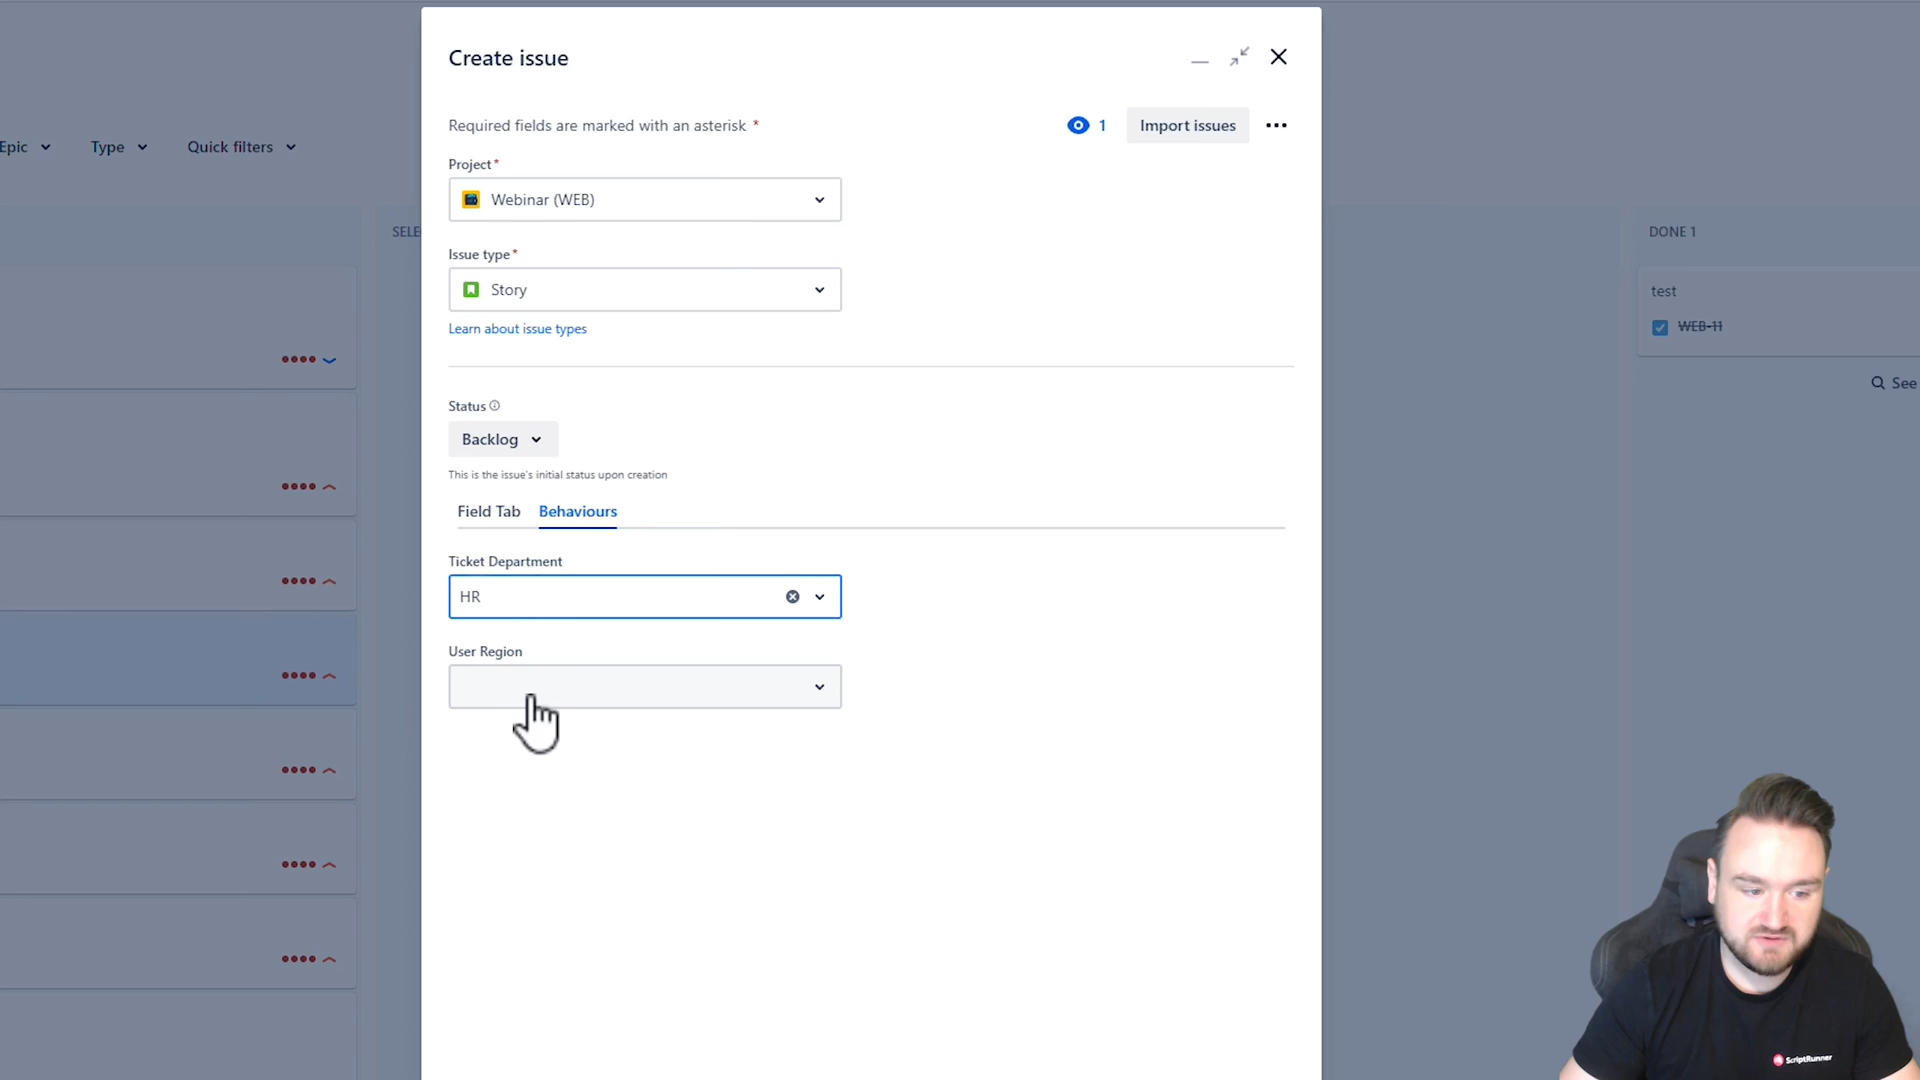 Create issue
Required fields are marked with an asterisk *
1
Import issues
Project *
Webinar (WEB)
Issue type *
Story
Learn about issue types
Status
Backlog
This is the issue's initial status upon creation
Field Tab
Behaviours
Ticket Department
HR
User Region
Epic
Type
Quick filters
SELE
DONE 1
test
WEB-11
See
ScriptRunner